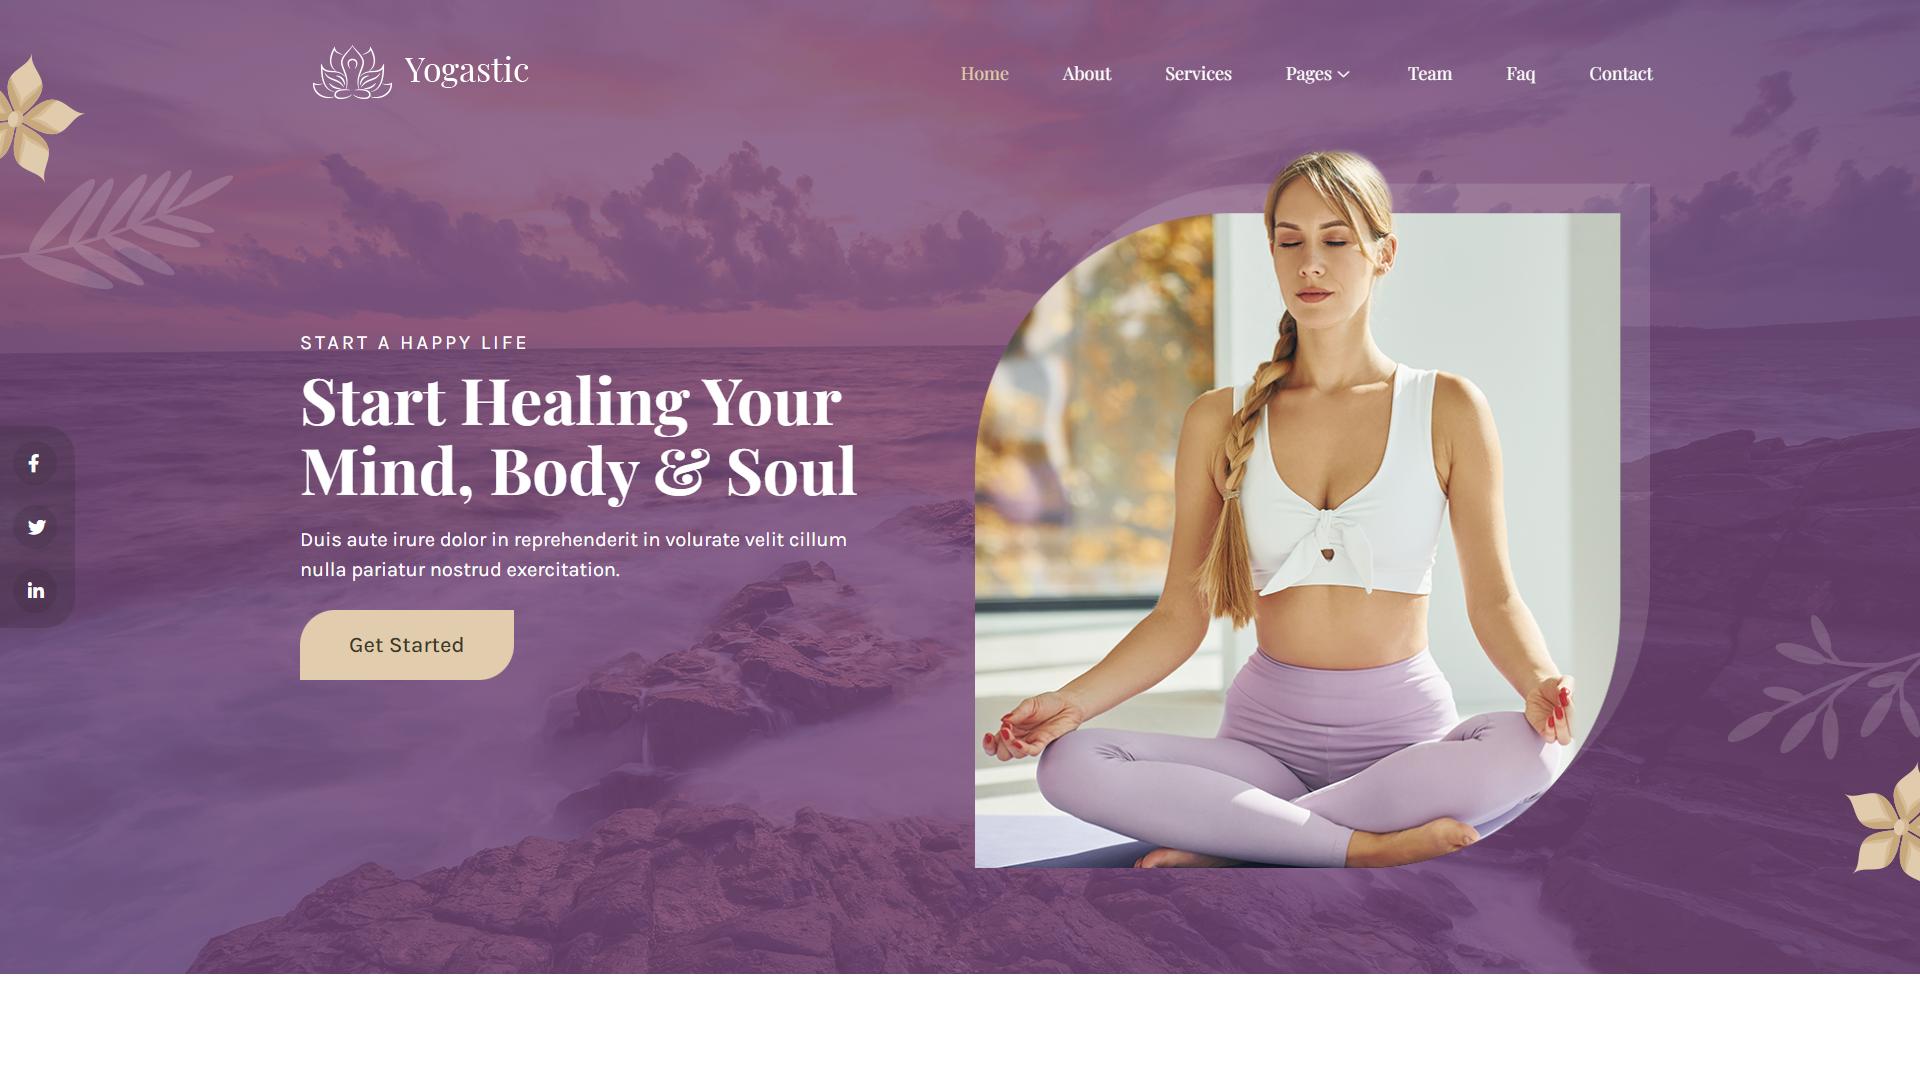 Yogastic
Home About Services Pages Team Faq Contact
START A HAPPY LIFE
Start Healing Your
Mind, Body & Soul
Duis aute irure dolor in reprehenderit in volurate velit cillum
nulla pariatur nostrud exercitation.
Get Started